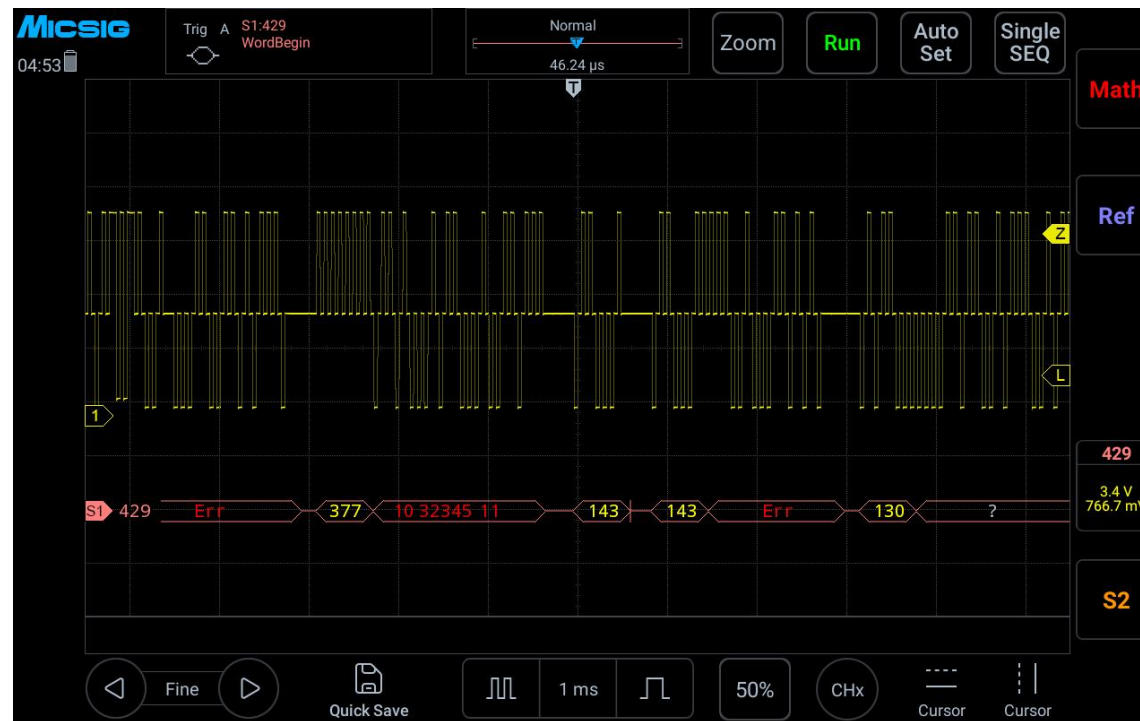 Micsig
04:53
Trig A S1:429
WordBegin
Normal
T
46.24 µs
Zoom
Run
Auto
Set
Single
SEQ
T
Math
Ref
Z
L
1
S1 429 Err 377 10 32345 11 143 143 Err 130 ?
429
3.4 V
766.7 mV
S2
Fine
Quick Save
1 ms
50%
CHx
Cursor
Cursor